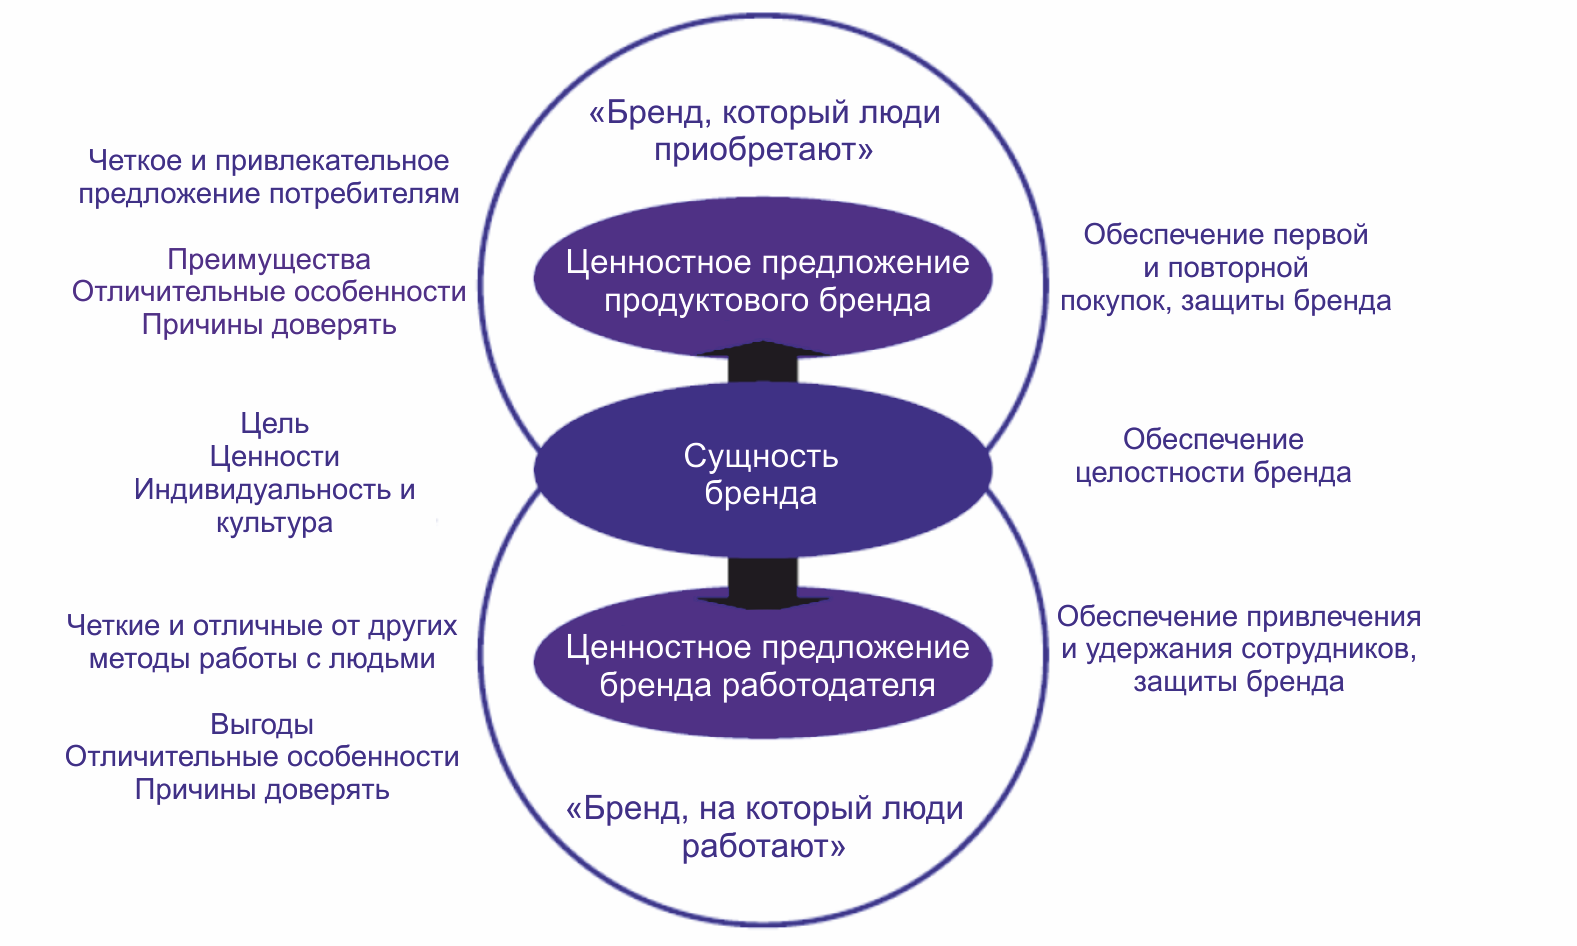 «Бренд, который люди
приобретают»
Четкое и привлекательное
предложение потребителям
Преимущества
Отличительные особенности
Причины доверять
Ценностное предложение
продуктового бренда
Обеспечение первой
и повторной
покупок, защиты бренда
Цель
Ценности
Индивидуальность и
культура
Сущность
бренда
Обеспечение
целостности бренда
Четкие и отличные от других
методы работы с людьми
Выгоды
Отличительные особенности
Причины доверять
Ценностное предложение
бренда работодателя
Обеспечение привлечения
и удержания сотрудников,
защиты бренда
«Бренд, на который люди
работают»